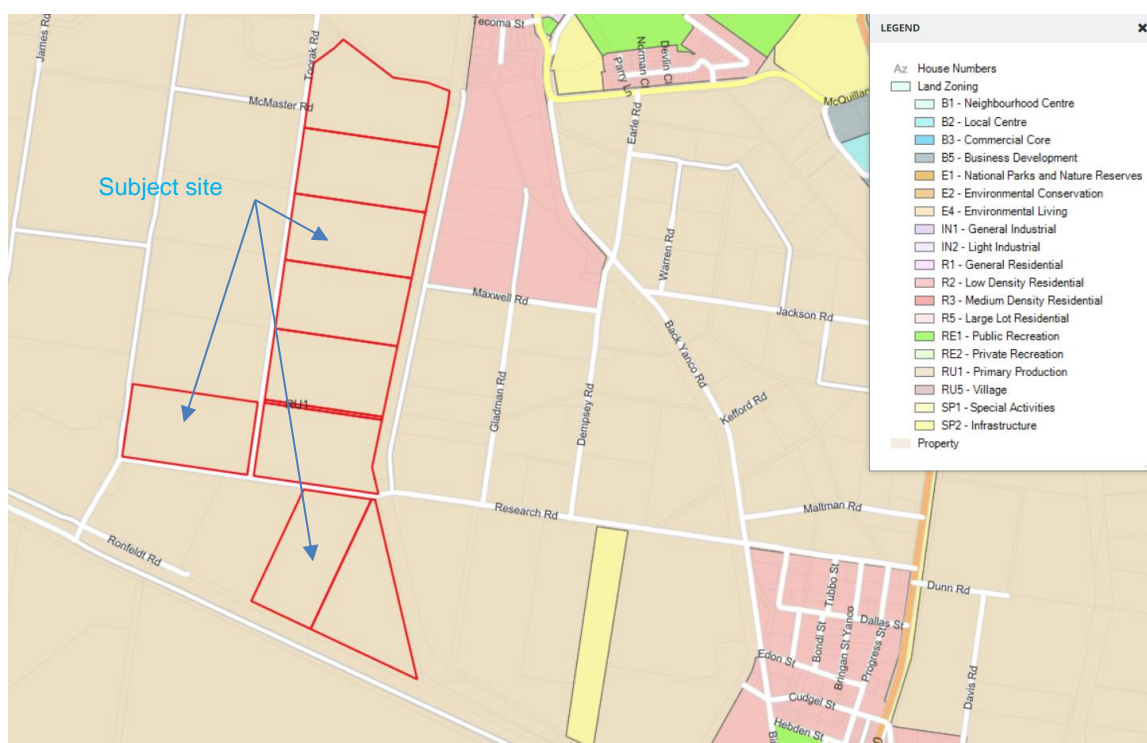 Tecoma St
James Rd
Toorak Rd
McMaster Rd
Norman Ct
Devlin Cl
Parry Ln
Earle Rd
McQuillan
Subject site
Warren Rd
Maxwell Rd
Jackson Rd
Back Yanco Rd
Gladman Rd
Dempsey Rd
Kefford Rd
RU1
Research Rd
Maltman Rd
Ronfeldt Rd
Dunn Rd
Tubbo St
Dallas St
Bondi St
Bringan St
Yanco
Progress St
Edon St
Cudgel St
Davis Rd
Hebden St
LEGEND
Az House Numbers
Land Zoning
B1 - Neighbourhood Centre
B2 - Local Centre
B3 - Commercial Core
B5 - Business Development
E1 - National Parks and Nature Reserves
E2 - Environmental Conservation
E4 - Environmental Living
IN1 - General Industrial
IN2 - Light Industrial
R1 - General Residential
R2 - Low Density Residential
R3 - Medium Density Residential
R5 - Large Lot Residential
RE1 - Public Recreation
RE2 - Private Recreation
RU1 - Primary Production
RU5 - Village
SP1 - Special Activities
SP2 - Infrastructure
Property